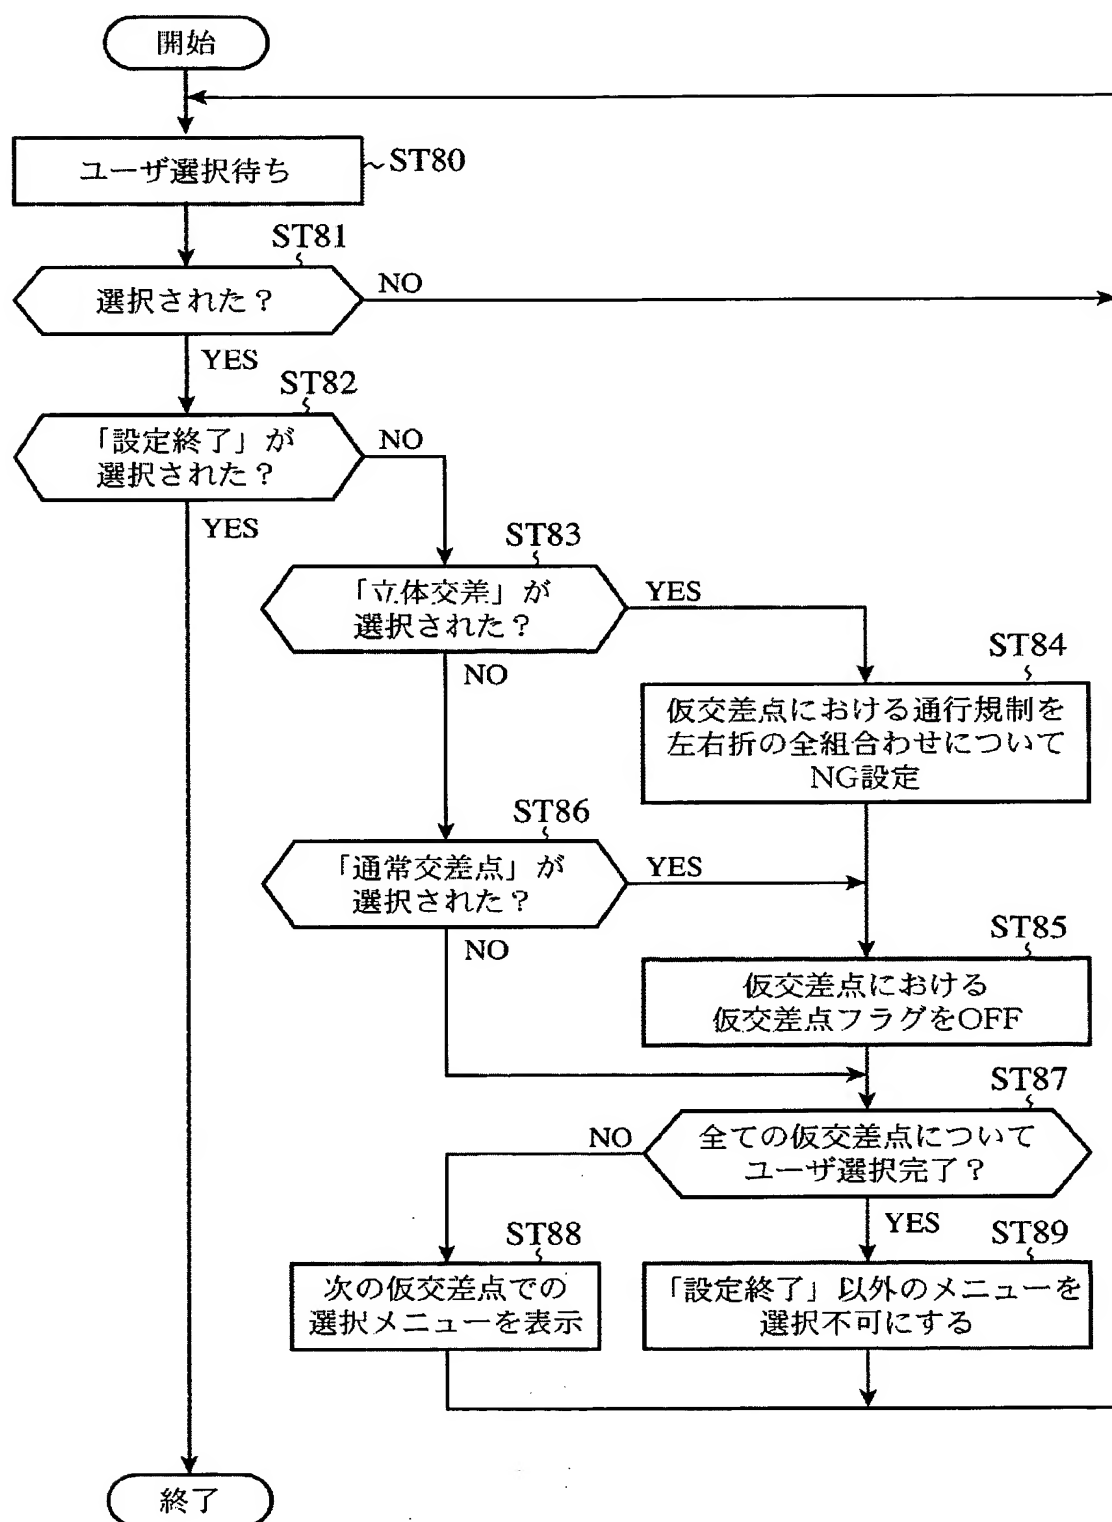 開始
ユーザ選択待ち
ST80
ST81
選択された？
NO
YES
ST82
「設定終了」が
選択された？
NO
YES
ST83
「立体交差」が
選択された？
YES
NO
ST84
仮交差点における通行規制を
左右折の全組合わせについて
NG設定
ST86
「通常交差点」が
選択された？
YES
NO
ST85
仮交差点における
仮交差点フラグをOFF
ST87
全ての仮交差点について
ユーザ選択完了？
NO
YES
ST88
次の仮交差点での
選択メニューを表示
ST89
「設定終了」以外のメニューを
選択不可にする
終了